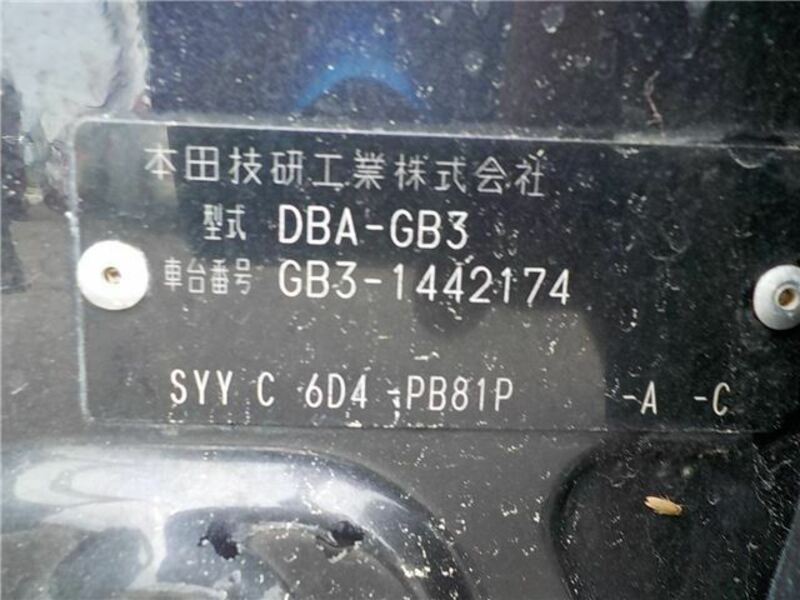 本田技研工業株式会社
型式 DBA-GB3
車台番号 GB3-1442174
SYY C 6D4 -PB81P -A -C